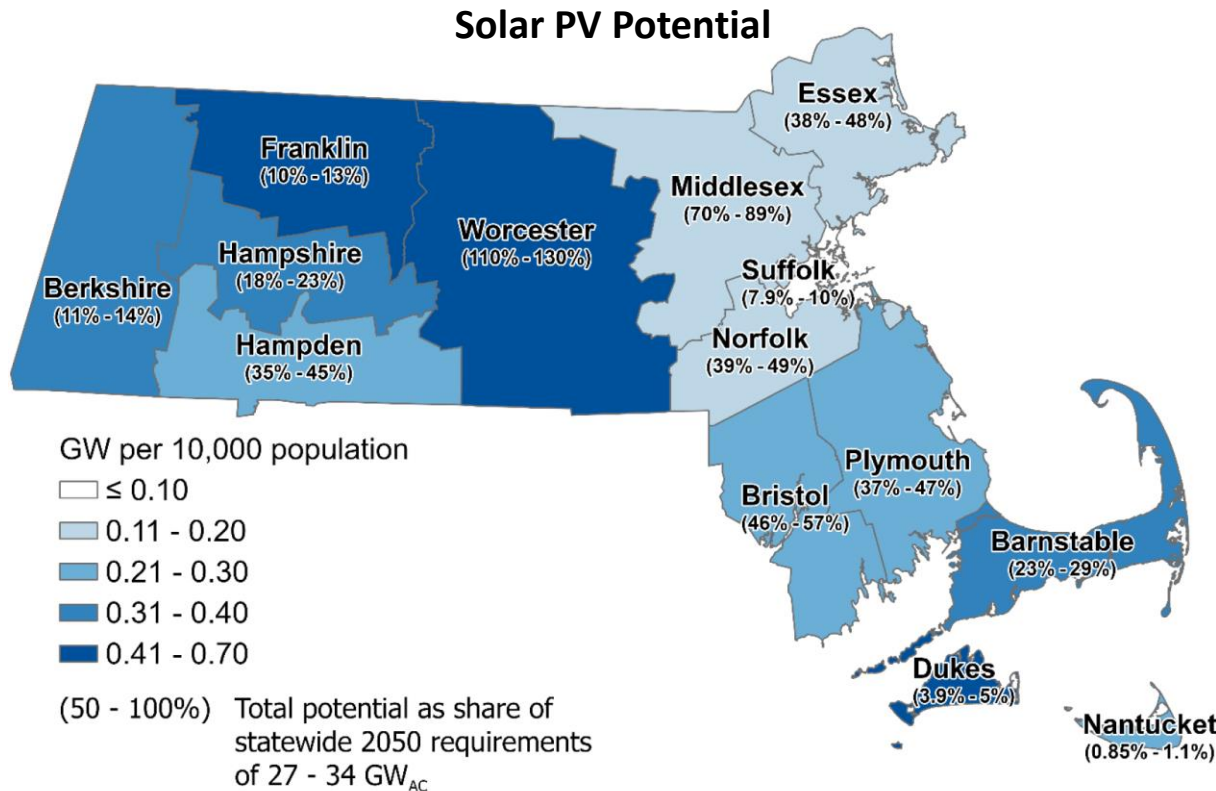 Solar PV Potential
Essex
(38% - 48%)
Franklin
(10% - 13%)
Middlesex
(70% - 89%)
Worcester
(110% - 130%)
Hampshire
(18% - 23%)
Suffolk
(7.9% - 10%)
Berkshire
(11% - 14%)
Hampden
(35% - 45%)
Norfolk
(39% - 49%)
Plymouth
(37% - 47%)
Bristol
(46% - 57%)
Barnstable
(23% - 29%)
Dukes
(3.9% - 5%)
Nantucket
(0.85% - 1.1%)
GW per 10,000 population
≤ 0.10
0.11 - 0.20
0.21 - 0.30
0.31 - 0.40
0.41 - 0.70
(50 - 100%) Total potential as share of
statewide 2050 requirements
of 27 - 34 GWAC